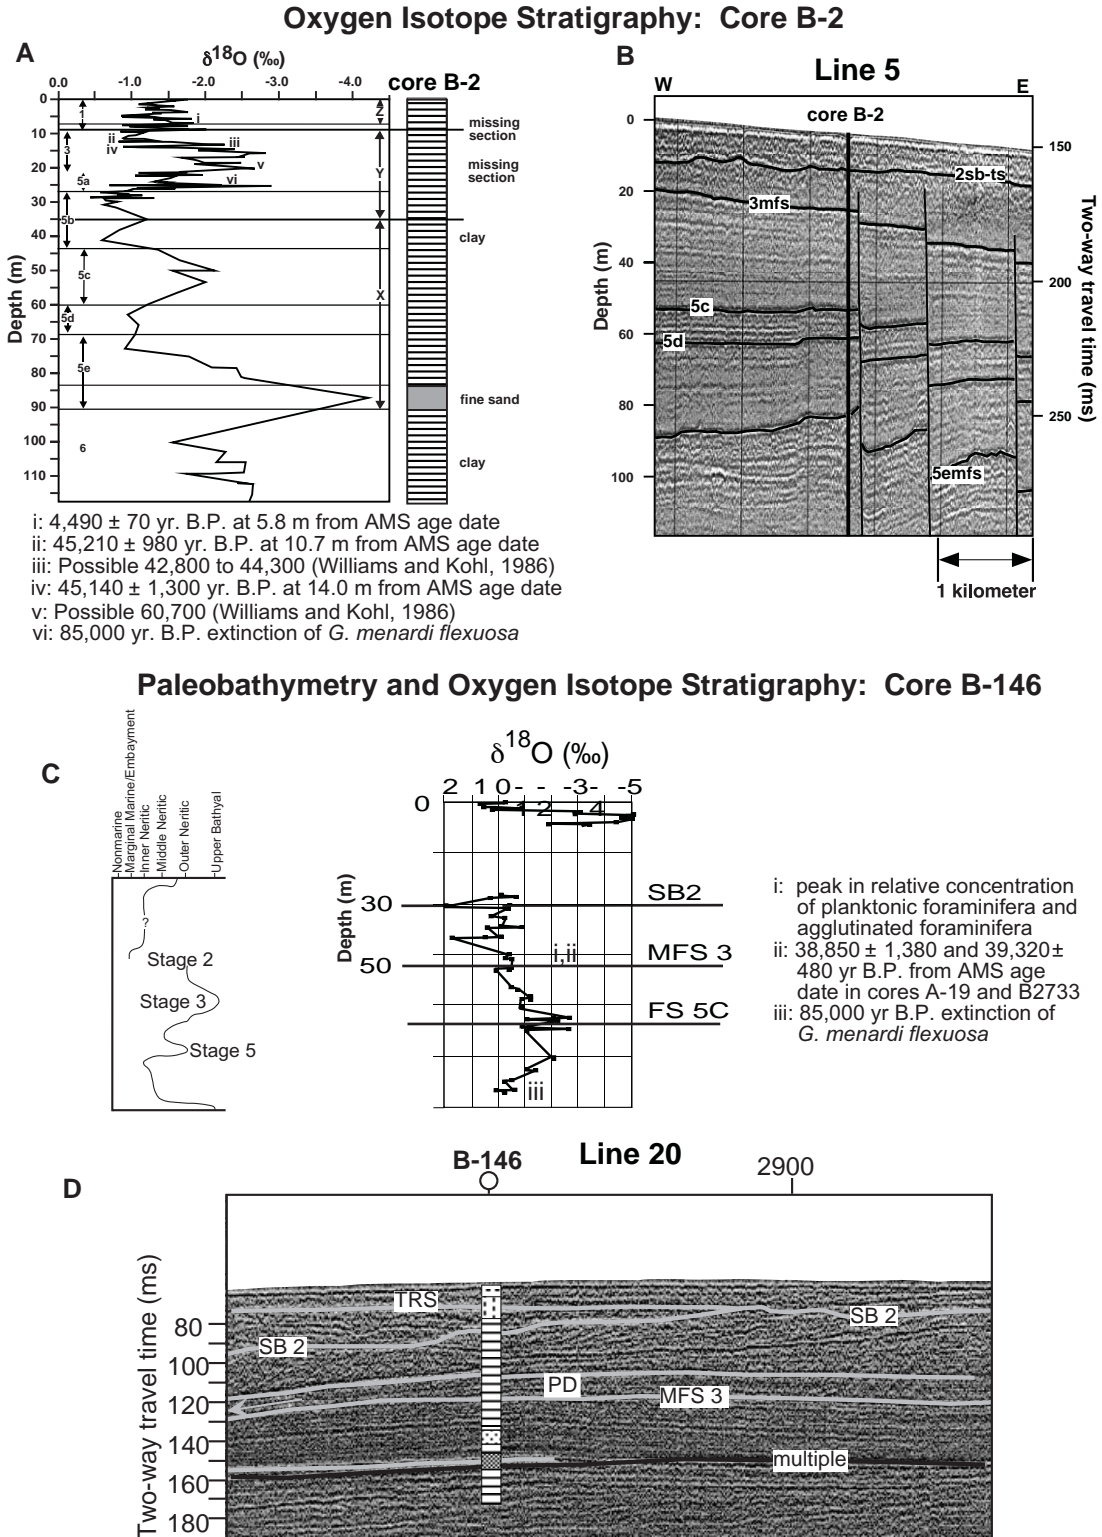 Oxygen Isotope Stratigraphy: Core B-2
A
δ18O (‰)
0.0 -1.0 -2.0 -3.0 -4.0
core B-2
Depth (m)
0
10
20
30
40
50
60
70
80
90
100
110
1
3
5a
5b
5c
5d
5e
6
i
ii
iii
iv
v
vi
Z
Y
X
missing
section
missing
section
clay
fine sand
clay
B
Line 5
W
E
core B-2
Depth (m)
0
20
40
60
80
100
2sb-ts
3mfs
5c
5d
5emfs
150
200
250
Two-way travel time (ms)
1 kilometer
i: 4,490 ± 70 yr. B.P. at 5.8 m from AMS age date
ii: 45,210 ± 980 yr. B.P. at 10.7 m from AMS age date
iii: Possible 42,800 to 44,300 (Williams and Kohl, 1986)
iv: 45,140 ± 1,300 yr. B.P. at 14.0 m from AMS age date
v: Possible 60,700 (Williams and Kohl, 1986)
vi: 85,000 yr. B.P. extinction of G. menardi flexuosa
Paleobathymetry and Oxygen Isotope Stratigraphy: Core B-146
C
Nonmarine
Marginal Marine/Embayment
Inner Neritic
Middle Neritic
Outer Neritic
Upper Bathyal
?
Stage 2
Stage 3
Stage 5
δ18O (‰)
2 1 0 - - -3 - -5
1 2 4
Depth (m)
0
30
50
SB2
MFS 3
FS 5C
i,ii
iii
i: peak in relative concentration
of planktonic foraminifera and
agglutinated foraminifera
ii: 38,850 ± 1,380 and 39,320±
480 yr B.P. from AMS age
date in cores A-19 and B2733
iii: 85,000 yr B.P. extinction of
G. menardi flexuosa
D
B-146
Line 20
2900
Two-way travel time (ms)
80
100
120
140
160
180
TRS
SB 2
SB 2
PD
MFS 3
multiple